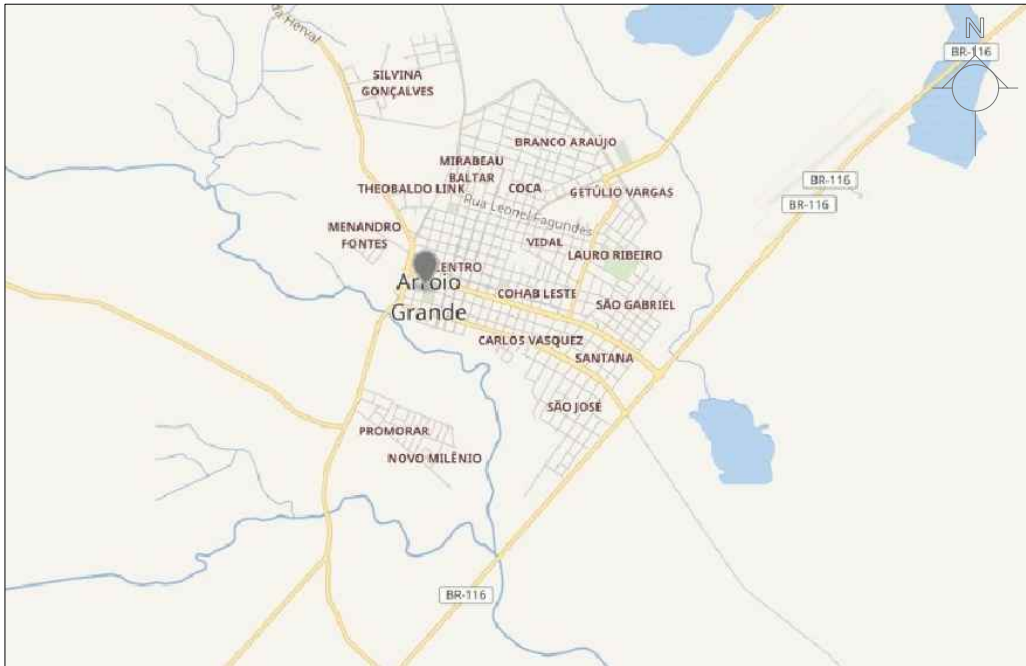 da Herval
N
BR-116
SILVINA
GONÇALVES
BRANCO ARAÚJO
MIRABEAU
BALTAR
THEOBALDO LINK
COCA
GETÚLIO VARGAS
BR-116
BR-116
Rua Leonel Fagundes
MENANDRO
FONTES
VIDAL
LAURO RIBEIRO
CENTRO
Arroio
Grande
COHAB LESTE
SÃO GABRIEL
CARLOS VASQUEZ
SANTANA
SÃO JOSÉ
PROMORAR
NOVO MILÊNIO
BR-116